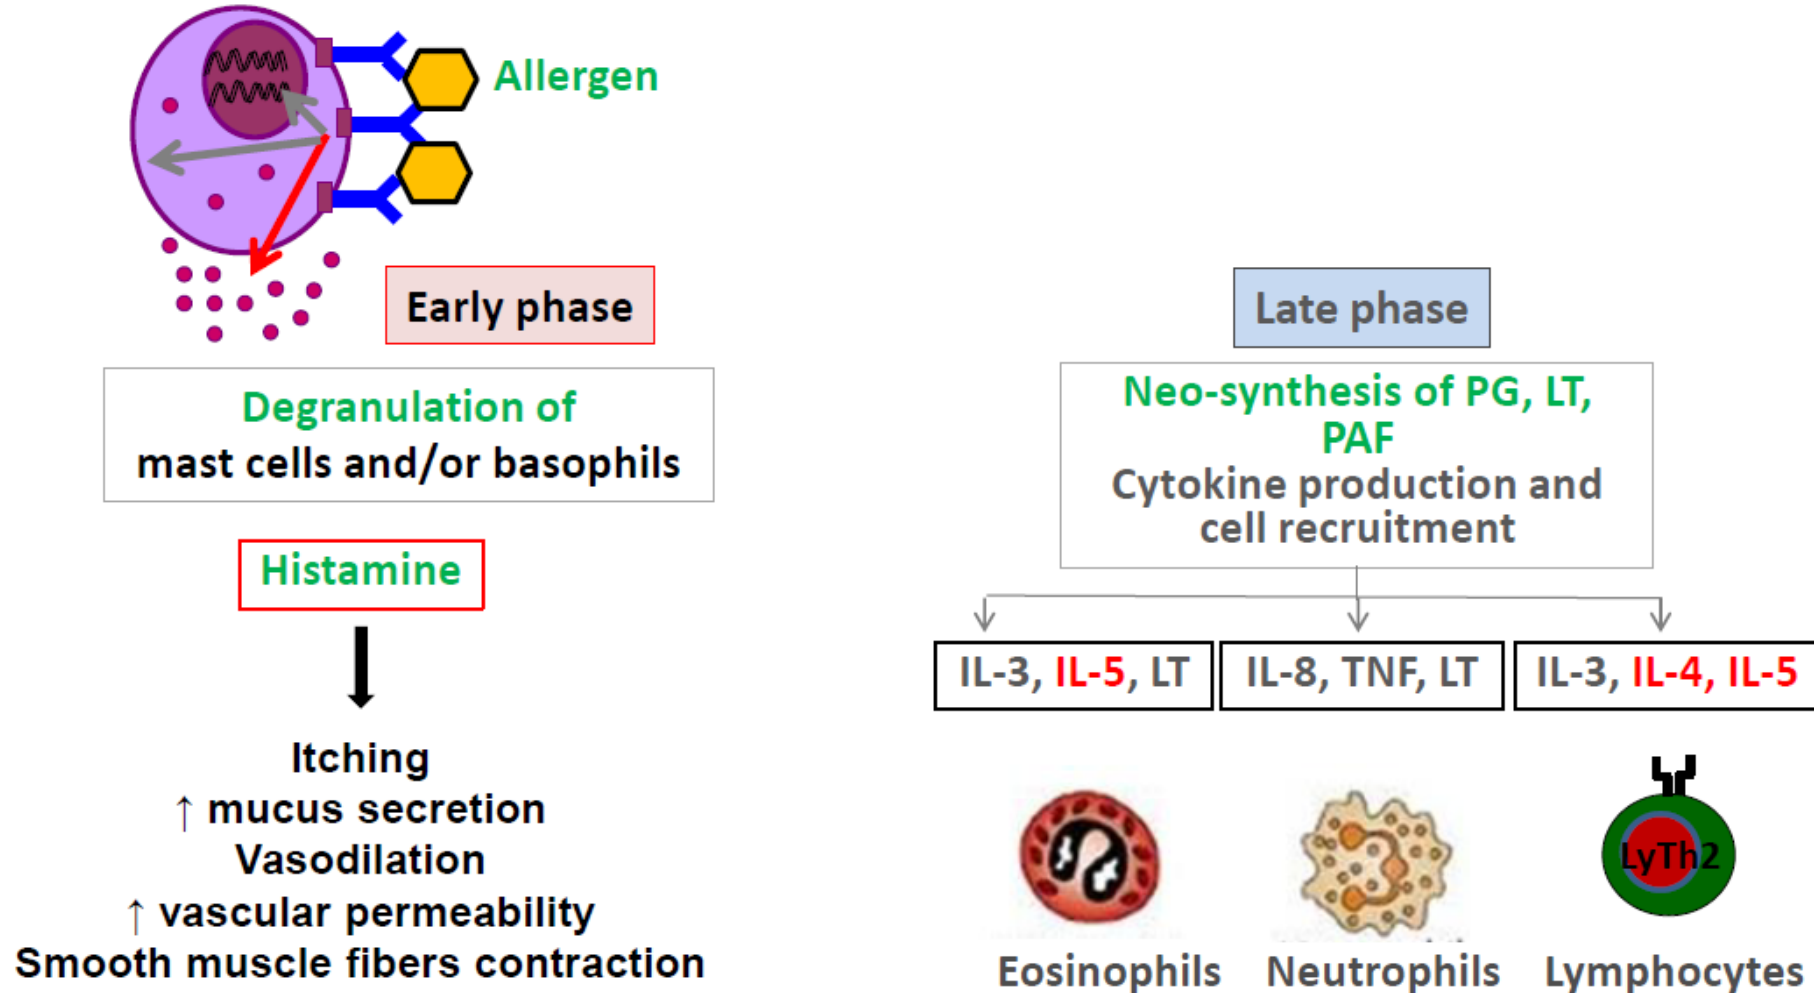 Allergen
Early phase
Degranulation of
mast cells and/or basophils
Histamine
Itching
↑ mucus secretion
Vasodilation
↑ vascular permeability
Smooth muscle fibers contraction
Late phase
Neo-synthesis of PG, LT,
PAF
Cytokine production and
cell recruitment
IL-3, IL-5, LT
IL-8, TNF, LT
IL-3, IL-4, IL-5
LyTh2
Eosinophils
Neutrophils
Lymphocytes